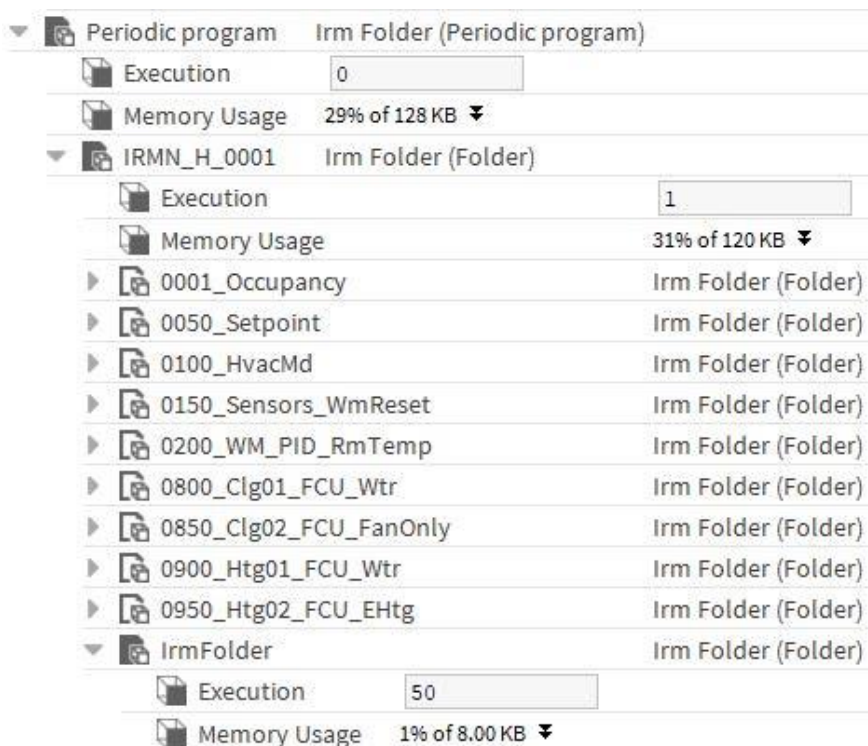 Periodic program Irm Folder (Periodic program)
Execution 0
Memory Usage 29% of 128 KB
IRMN_H_0001 Irm Folder (Folder)
Execution 1
Memory Usage 31% of 120 KB
0001_Occupancy Irm Folder (Folder)
0050_Setpoint Irm Folder (Folder)
0100_HvacMd Irm Folder (Folder)
0150_Sensors_WmReset Irm Folder (Folder)
0200_WM_PID_RmTemp Irm Folder (Folder)
0800_Clg01_FCU_Wtr Irm Folder (Folder)
0850_Clg02_FCU_FanOnly Irm Folder (Folder)
0900_Htg01_FCU_Wtr Irm Folder (Folder)
0950_Htg02_FCU_EHtg Irm Folder (Folder)
IrmFolder Irm Folder (Folder)
Execution 50
Memory Usage 1% of 8.00 KB